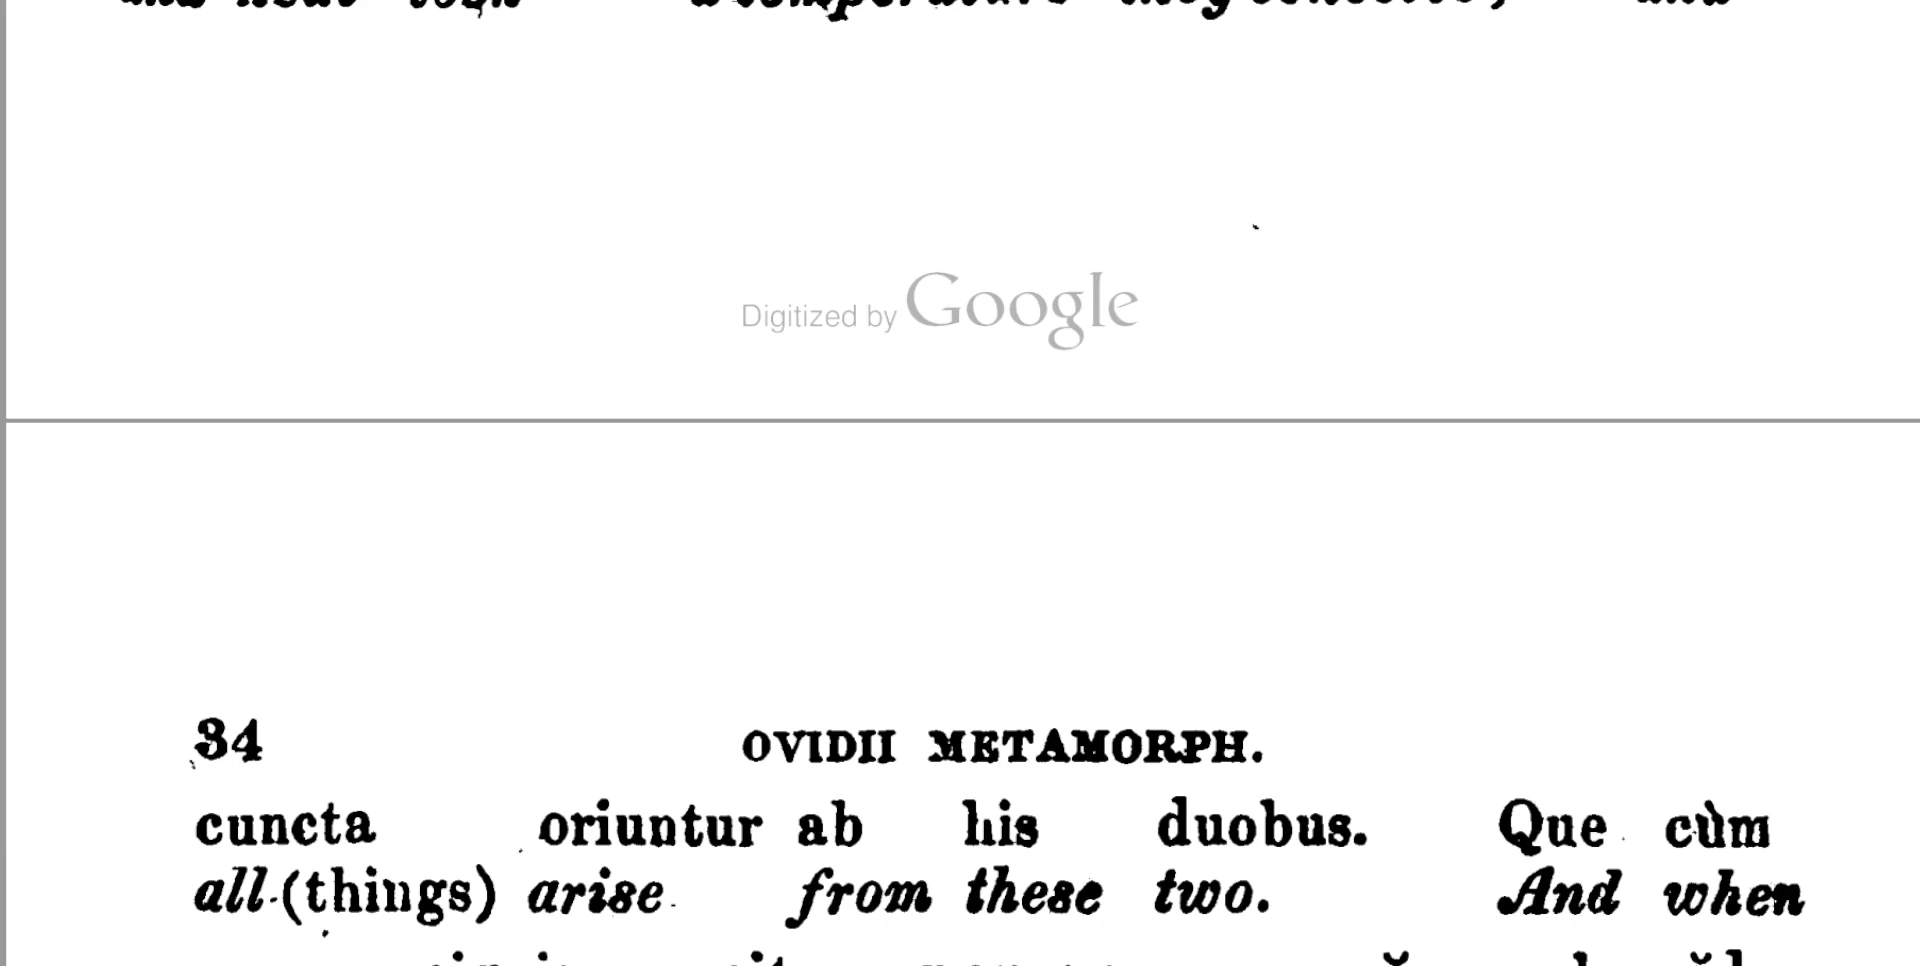 Digitized by Google
34 OVIDII METAMORPH.
cuncta oriuntur ab his duobus. Que cùm
all (things) arise from these two. And when